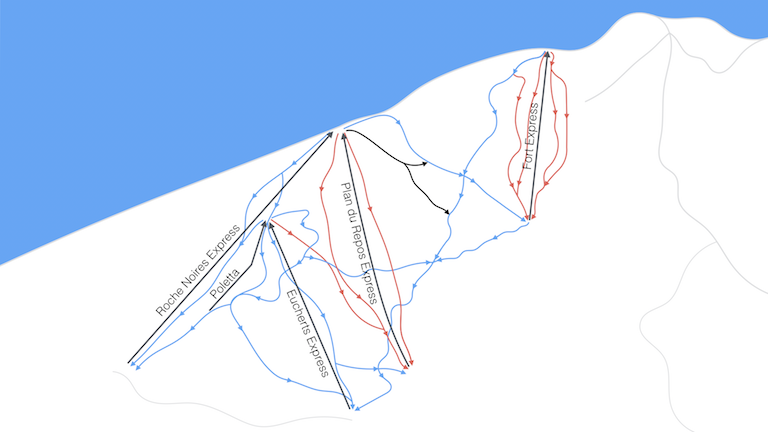 Fort Express
Plan du Repos Express
Roche Noires Express
Poletta
Eucherts Express